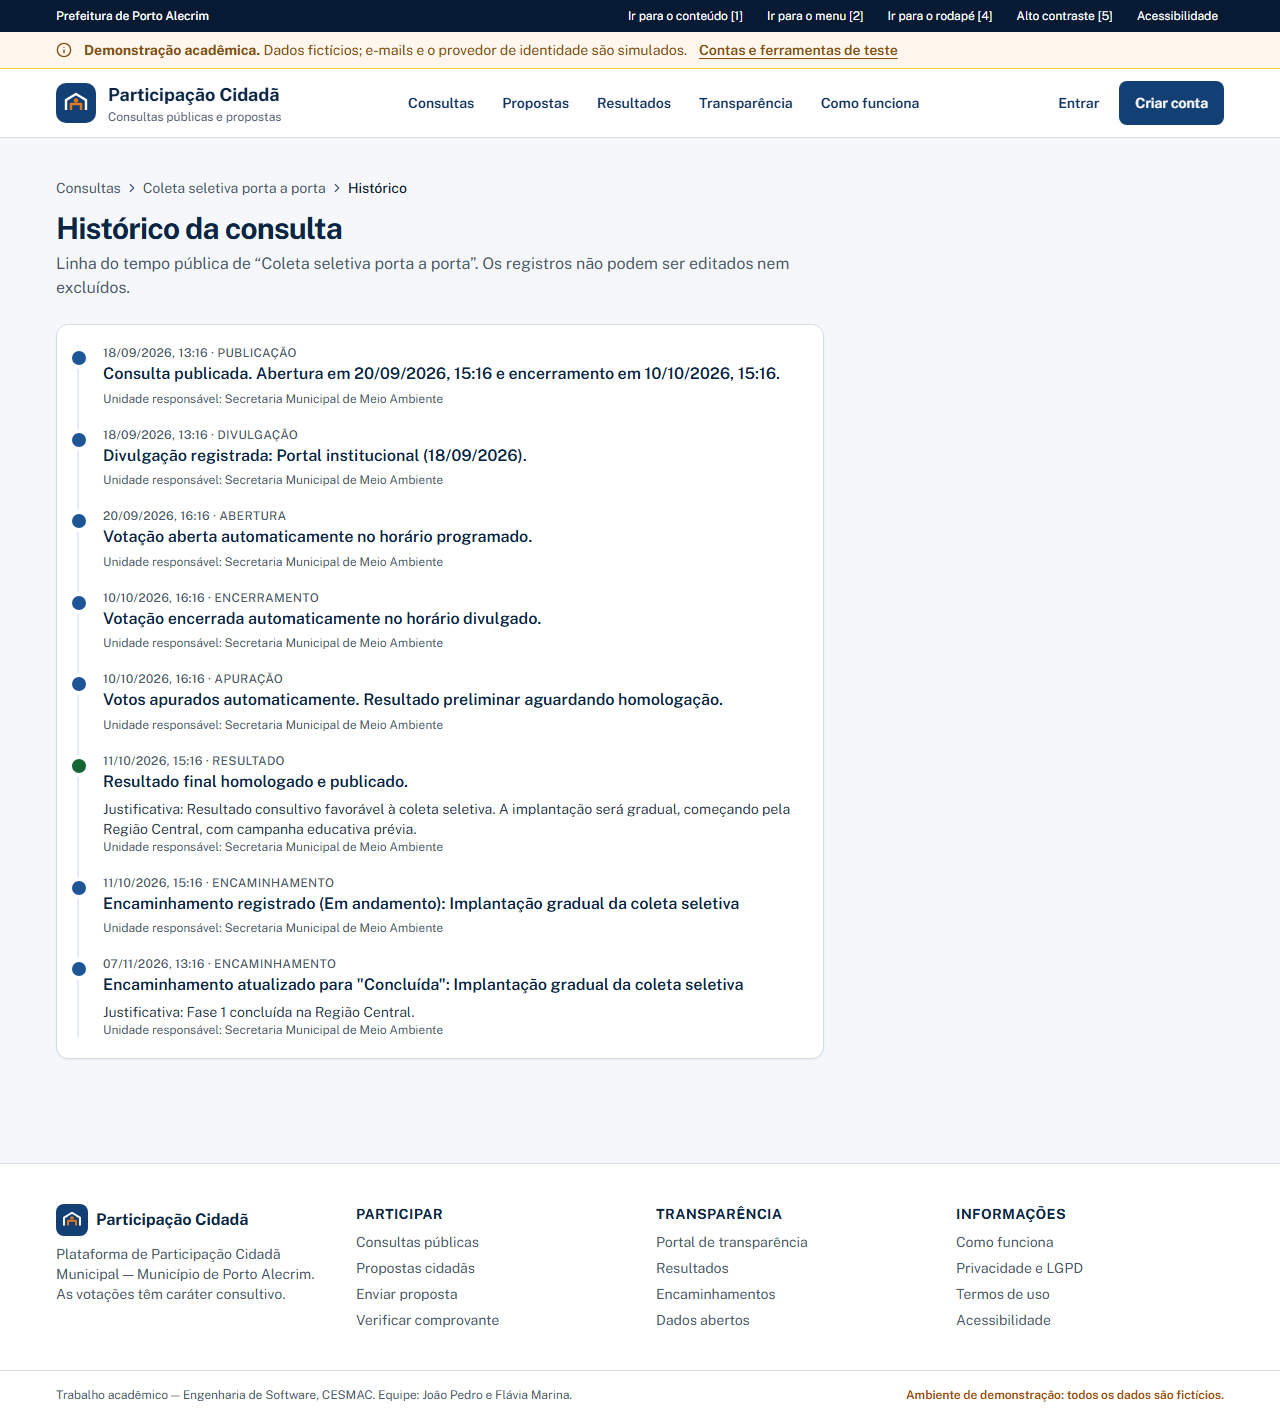 Prefeitura de Porto Alecrim
Ir para o conteúdo [1]
Ir para o menu [2]
Ir para o rodapé [4]
Alto contraste [5]
Acessibilidade
Demonstração acadêmica. Dados fictícios; e-mails e o provedor de identidade são simulados. Contas e ferramentas de teste
Participação Cidadã
Consultas públicas e propostas
Consultas
Propostas
Resultados
Transparência
Como funciona
Entrar
Criar conta
Consultas > Coleta seletiva porta a porta > Histórico
Histórico da consulta
Linha do tempo pública de “Coleta seletiva porta a porta”. Os registros não podem ser editados nem
excluídos.
18/09/2026, 13:16 · PUBLICAÇÃO
Consulta publicada. Abertura em 20/09/2026, 15:16 e encerramento em 10/10/2026, 15:16.
Unidade responsável: Secretaria Municipal de Meio Ambiente
18/09/2026, 13:16 · DIVULGAÇÃO
Divulgação registrada: Portal institucional (18/09/2026).
Unidade responsável: Secretaria Municipal de Meio Ambiente
20/09/2026, 16:16 · ABERTURA
Votação aberta automaticamente no horário programado.
Unidade responsável: Secretaria Municipal de Meio Ambiente
10/10/2026, 16:16 · ENCERRAMENTO
Votação encerrada automaticamente no horário divulgado.
Unidade responsável: Secretaria Municipal de Meio Ambiente
10/10/2026, 16:16 · APURAÇÃO
Votos apurados automaticamente. Resultado preliminar aguardando homologação.
Unidade responsável: Secretaria Municipal de Meio Ambiente
11/10/2026, 15:16 · RESULTADO
Resultado final homologado e publicado.
Justificativa: Resultado consultivo favorável à coleta seletiva. A implantação será gradual, começando pela
Região Central, com campanha educativa prévia.
Unidade responsável: Secretaria Municipal de Meio Ambiente
11/10/2026, 15:16 · ENCAMINHAMENTO
Encaminhamento registrado (Em andamento): Implantação gradual da coleta seletiva
Unidade responsável: Secretaria Municipal de Meio Ambiente
07/11/2026, 13:16 · ENCAMINHAMENTO
Encaminhamento atualizado para "Concluída": Implantação gradual da coleta seletiva
Justificativa: Fase 1 concluída na Região Central.
Unidade responsável: Secretaria Municipal de Meio Ambiente
Participação Cidadã
Plataforma de Participação Cidadã
Municipal — Município de Porto Alecrim.
As votações têm caráter consultivo.
PARTICIPAR
Consultas públicas
Propostas cidadãs
Enviar proposta
Verificar comprovante
TRANSPARÊNCIA
Portal de transparência
Resultados
Encaminhamentos
Dados abertos
INFORMAÇÕES
Como funciona
Privacidade e LGPD
Termos de uso
Acessibilidade
Trabalho acadêmico — Engenharia de Software, CESMAC. Equipe: João Pedro e Flávia Marina.
Ambiente de demonstração: todos os dados são fictícios.